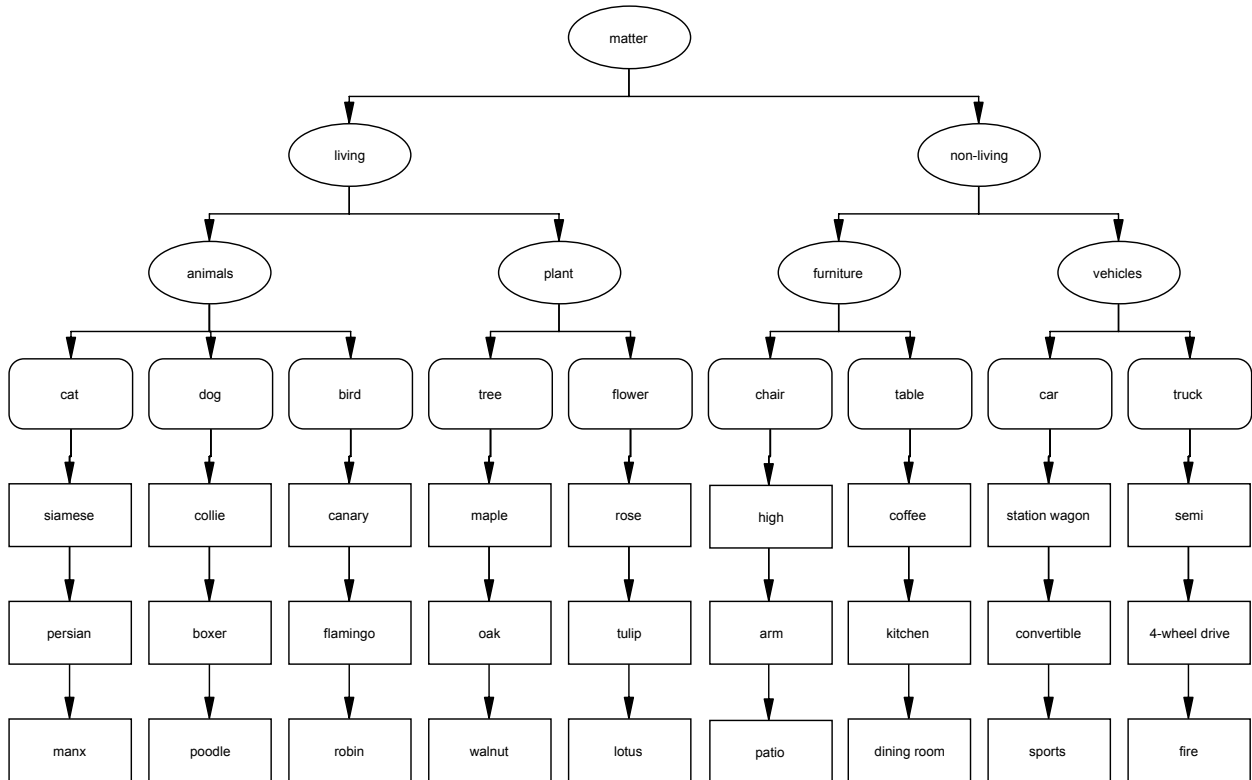 matter
living
non-living
animals
plant
furniture
vehicles
cat
dog
bird
tree
flower
chair
table
car
truck
siamese
collie
canary
maple
rose
high
coffee
station wagon
semi
persian
boxer
flamingo
oak
tulip
arm
kitchen
convertible
4-wheel drive
manx
poodle
robin
walnut
lotus
patio
dining room
sports
fire